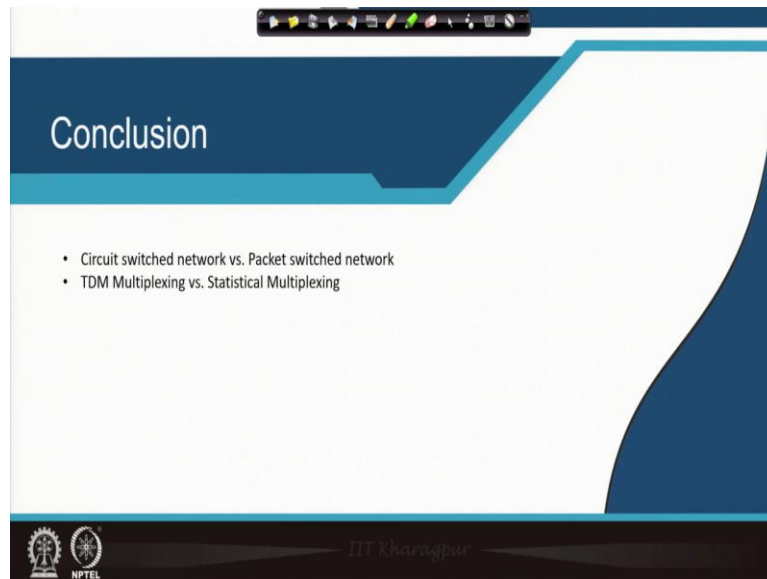 Conclusion
• Circuit switched network vs. Packet switched network
• TDM Multiplexing vs. Statistical Multiplexing
IIT Kharagpur
NPTEL